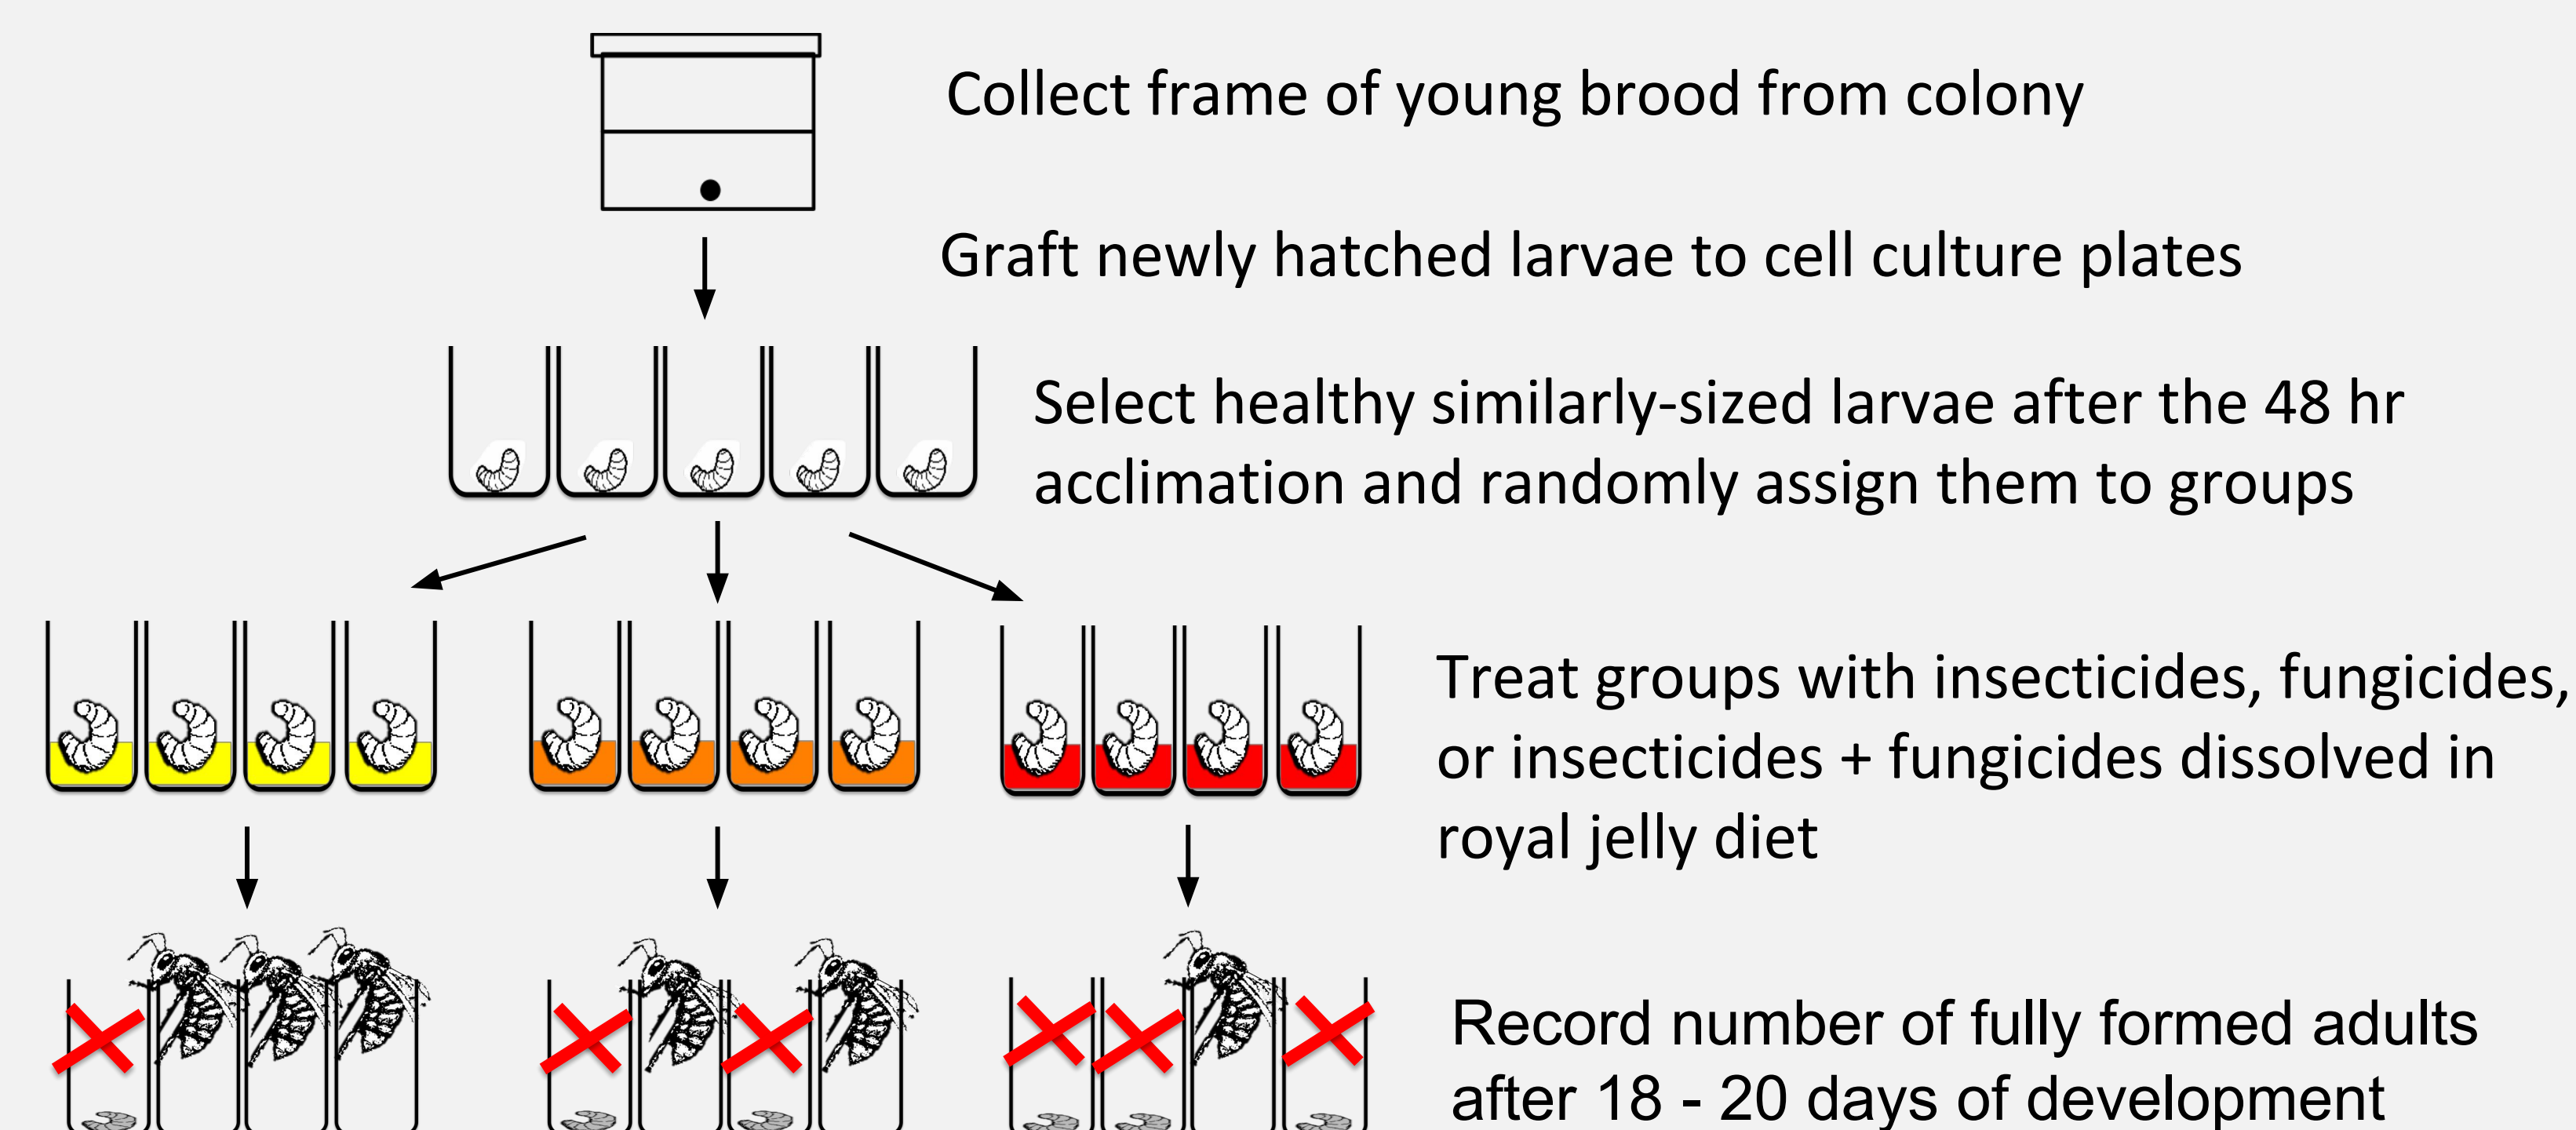 Collect frame of young brood from colony
Graft newly hatched larvae to cell culture plates
Select healthy similarly-sized larvae after the 48 hr
acclimation and randomly assign them to groups
Treat groups with insecticides, fungicides,
or insecticides + fungicides dissolved in
royal jelly diet
Record number of fully formed adults
after 18 - 20 days of development